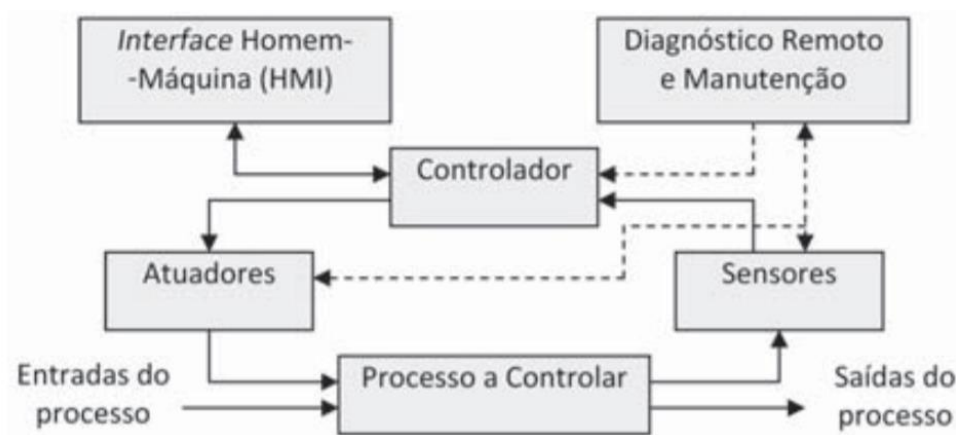 Interface Homem-
-Máquina (HMI)
Diagnóstico Remoto
e Manutenção
Controlador
Atuadores
Sensores
Entradas do
processo
Processo a Controlar
Saídas do
processo